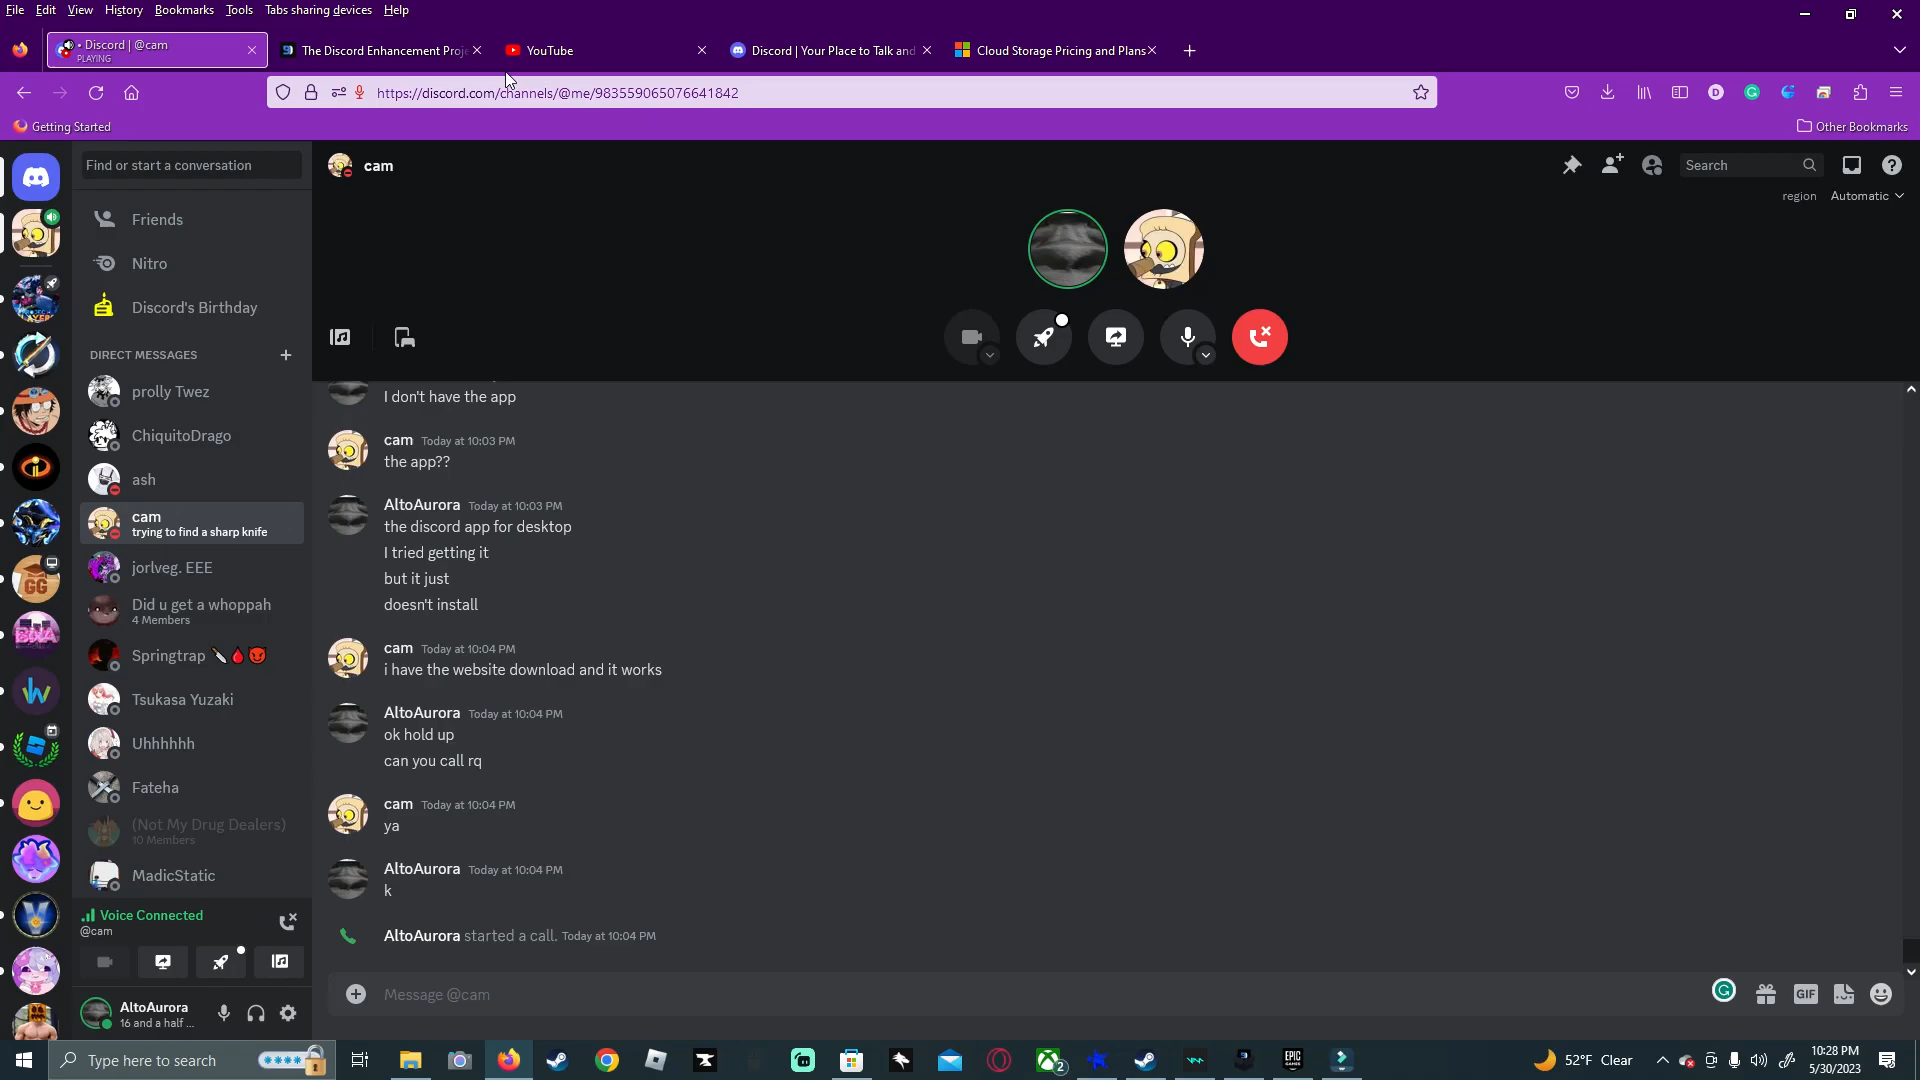 File Edit View History Bookmarks Tools Tabs sharing devices Help
• Discord | @cam
PLAYING
The Discord Enhancement Proje
YouTube
Discord | Your Place to Talk and
Cloud Storage Pricing and Plans
https://discord.com/channels/@me/983559065076641842
Getting Started
Other Bookmarks
Find or start a conversation
cam
Search
region Automatic
Friends
Nitro
Discord's Birthday
DIRECT MESSAGES
prolly Twez
ChiquitoDrago
ash
cam
trying to find a sharp knife
jorlveg. EEE
Did u get a whoppah
4 Members
Springtrap 🔪🩸😈
Tsukasa Yuzaki
Uhhhhhh
Fateha
(Not My Drug Dealers)
10 Members
MadicStatic
Voice Connected
@cam
AltoAurora
16 and a half ...
I don't have the app
cam Today at 10:03 PM
the app??
AltoAurora Today at 10:03 PM
the discord app for desktop
I tried getting it
but it just
doesn't install
cam Today at 10:04 PM
i have the website download and it works
AltoAurora Today at 10:04 PM
ok hold up
can you call rq
cam Today at 10:04 PM
ya
AltoAurora Today at 10:04 PM
k
AltoAurora started a call. Today at 10:04 PM
Message @cam
GIF
Type here to search
52°F Clear
10:28 PM
5/30/2023